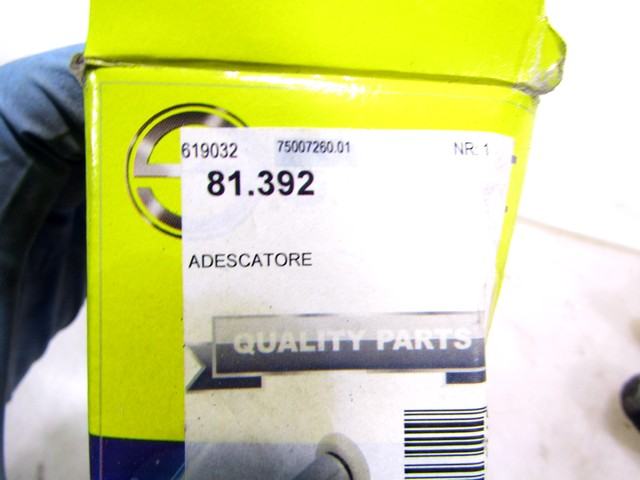 619032 75007260.01 NR: 1
81.392
ADESCATORE
QUALITY PARTS